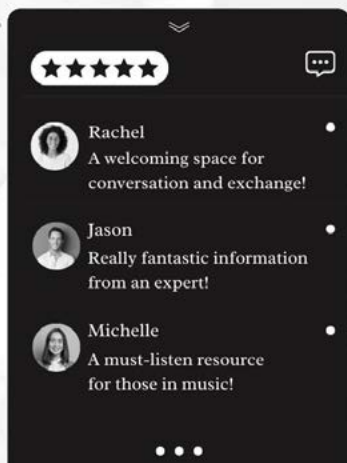 Rachel
A welcoming space for
conversation and exchange!
Jason
Really fantastic information
from an expert!
Michelle
A must-listen resource
for those in music!